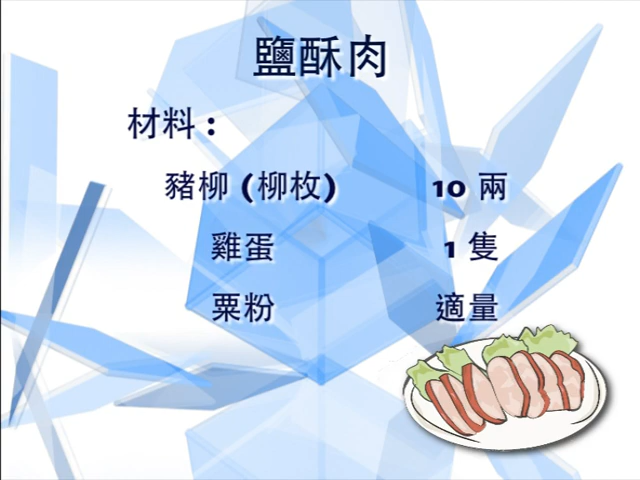 鹽酥肉
材料 :
豬柳 (柳枚) 10 兩
雞蛋 1 隻
粟粉 適量